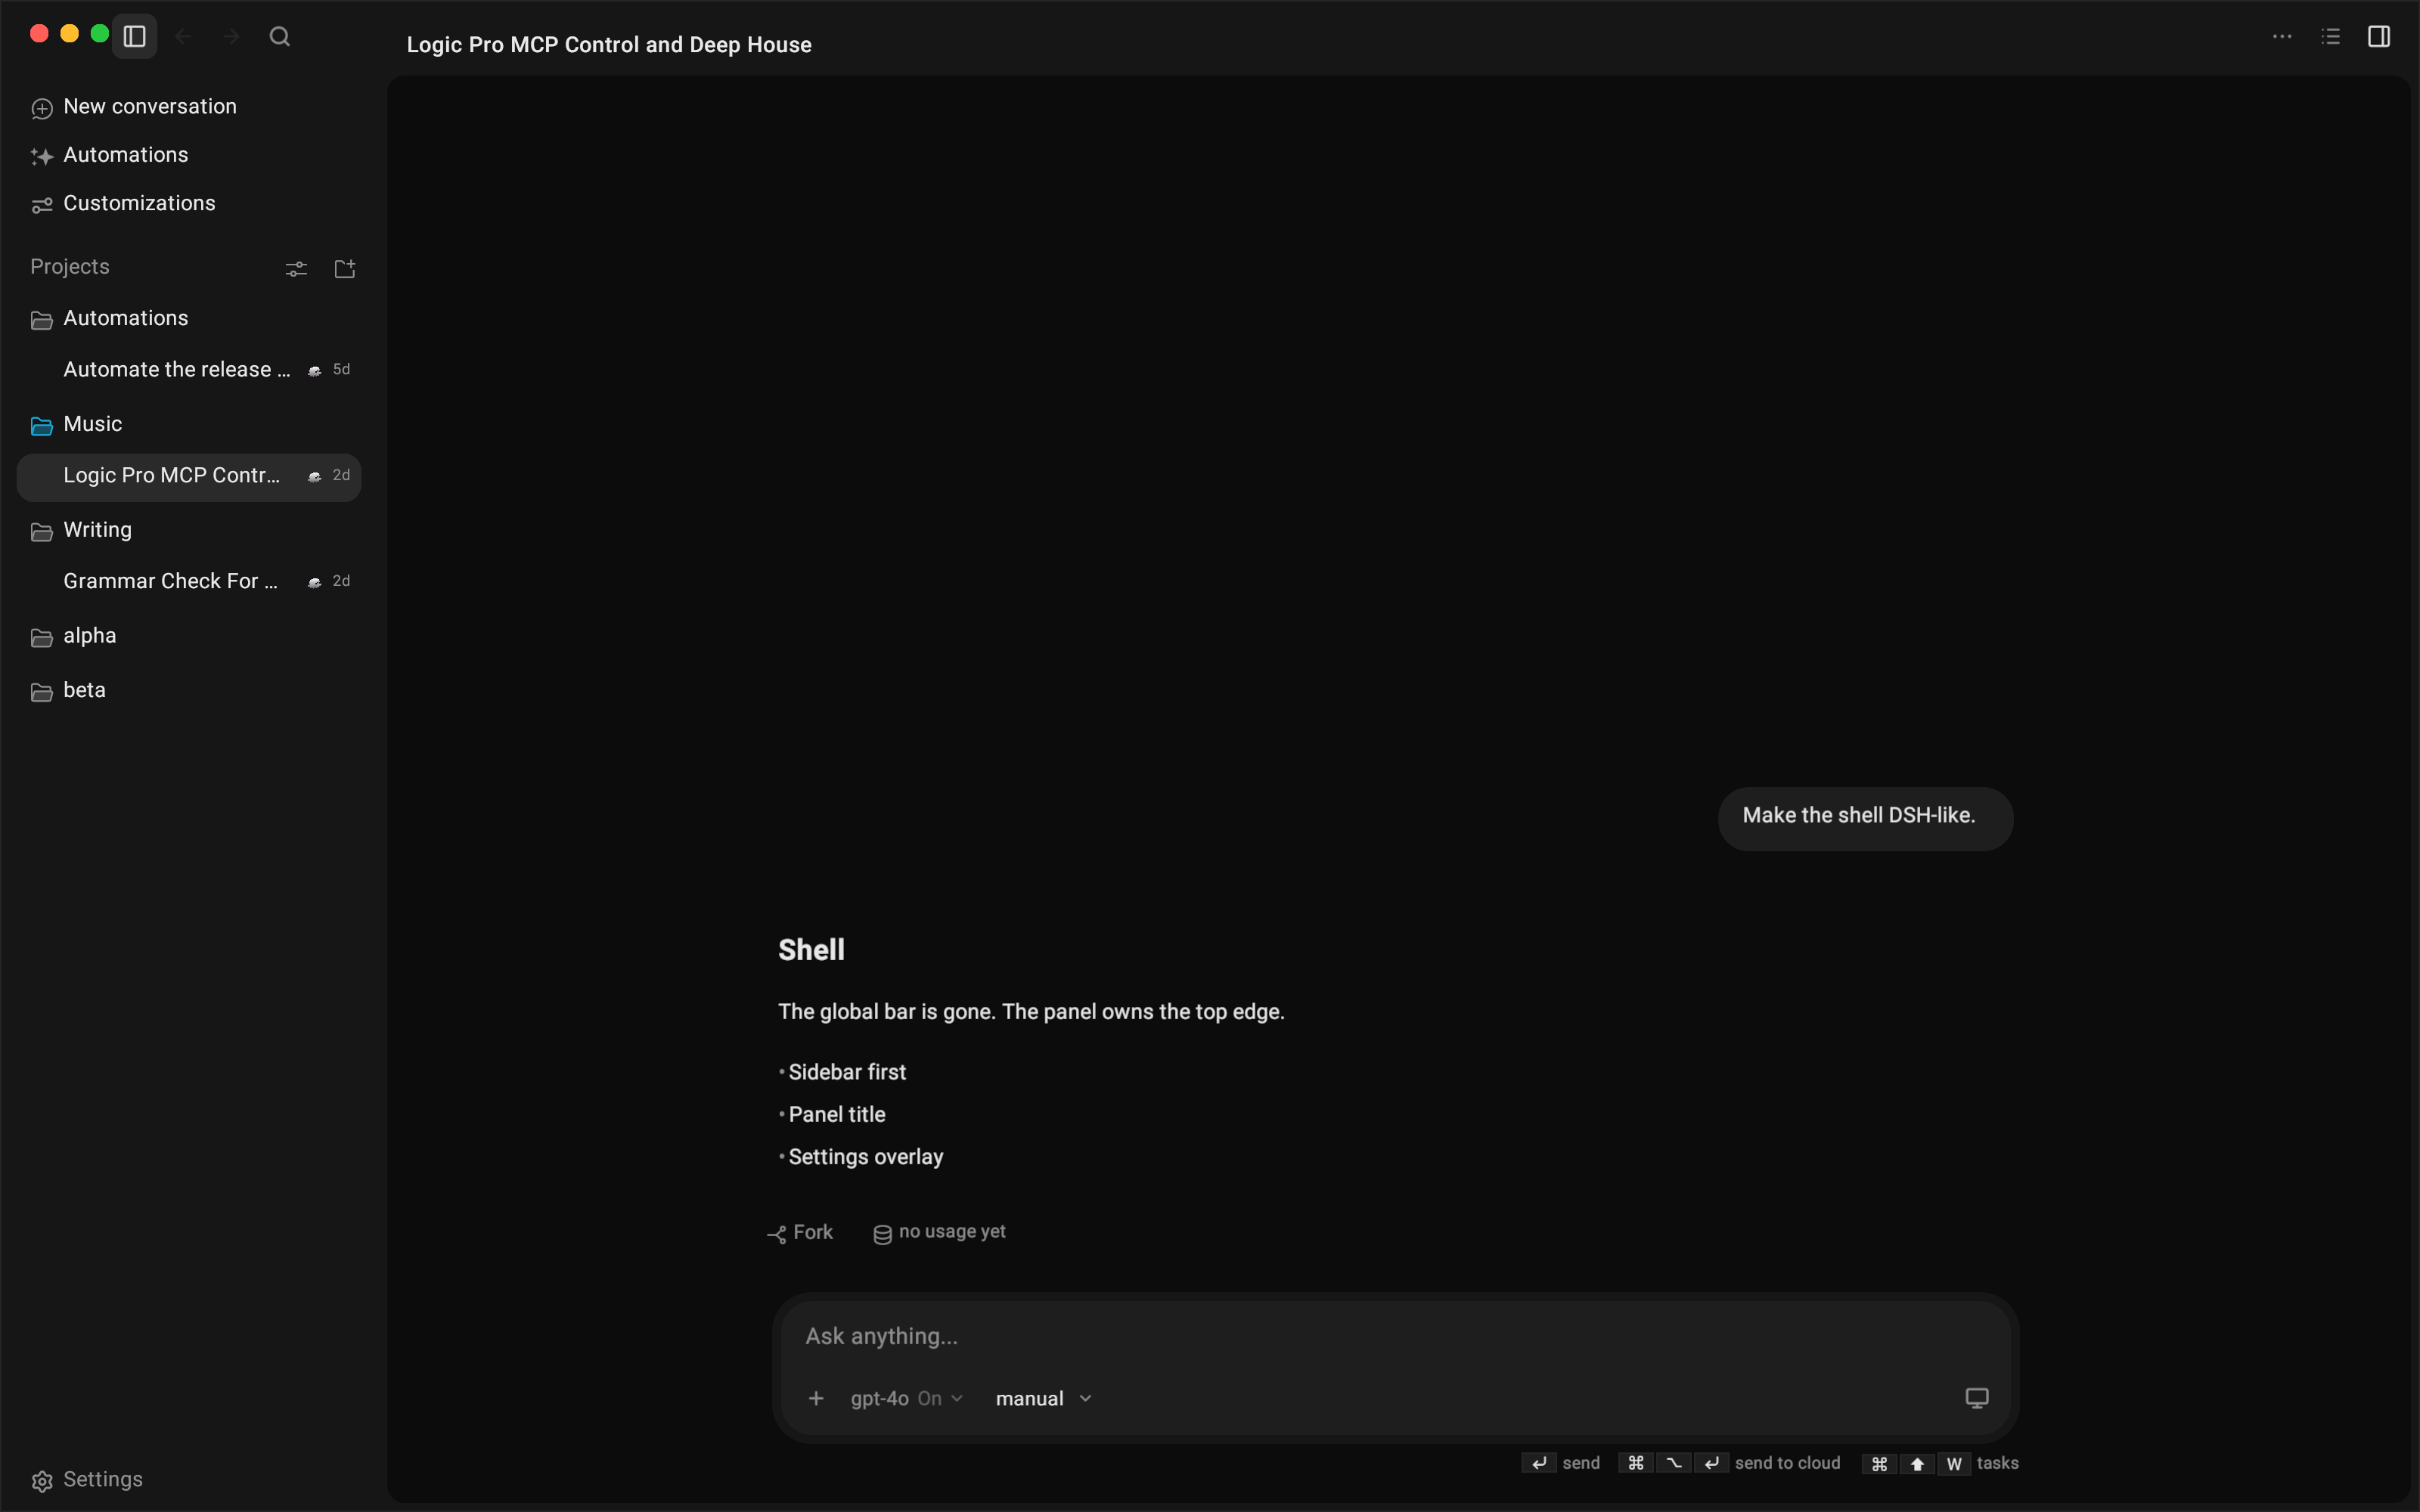 Logic Pro MCP Control and Deep House
New conversation
Automations
Customizations
Projects
Automations
Automate the release ... 5d
Music
Logic Pro MCP Contr... 2d
Writing
Grammar Check For ... 2d
alpha
beta
Settings
Make the shell DSH-like.
Shell
The global bar is gone. The panel owns the top edge.
• Sidebar first
• Panel title
• Settings overlay
Fork no usage yet
Ask anything...
+ gpt-4o On manual
↵ send ⌘ ⌥ ↵ send to cloud ⌘ ⬆ W tasks